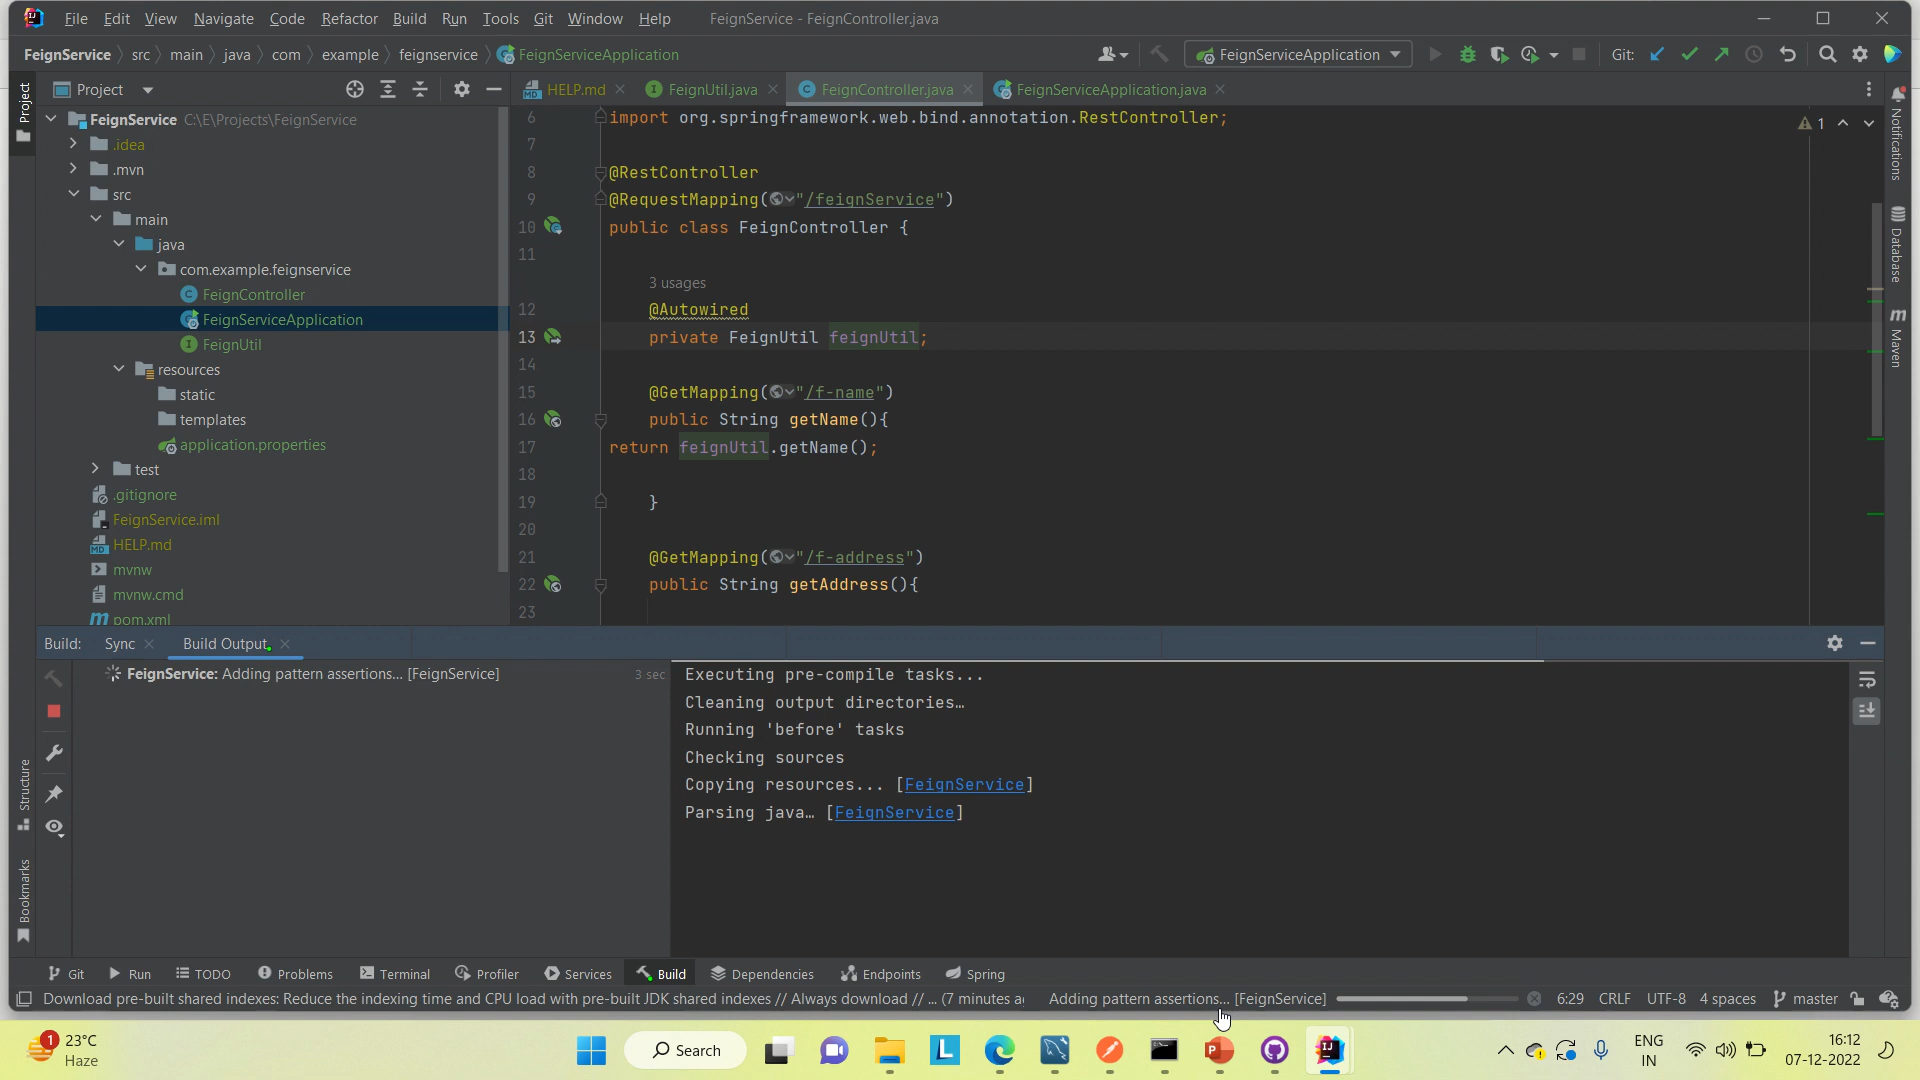 File Edit View Navigate Code Refactor Build Run Tools Git Window Help FeignService - FeignController.java
FeignService src main java com example feignservice FeignServiceApplication
FeignServiceApplication Git:
Project
HELP.md FeignUtil.java FeignController.java FeignServiceApplication.java
Project
FeignService C:\E\Projects\FeignService
.idea
.mvn
src
main
java
com.example.feignservice
FeignController
FeignServiceApplication
FeignUtil
resources
static
templates
application.properties
test
.gitignore
FeignService.iml
HELP.md
mvnw
mvnw.cmd
pom.xml
6 import org.springframework.web.bind.annotation.RestController;
7
8 @RestController
9 @RequestMapping("/feignService")
10 public class FeignController {
11
3 usages
12 @Autowired
13 private FeignUtil feignUtil;
14
15 @GetMapping("/f-name")
16 public String getName(){
17 return feignUtil.getName();
18
19 }
20
21 @GetMapping("/f-address")
22 public String getAddress(){
23
1
Notifications
Database
Maven
Build: Sync Build Output
FeignService: Adding pattern assertions... [FeignService] 3 sec
Executing pre-compile tasks...
Cleaning output directories…
Running 'before' tasks
Checking sources
Copying resources... [FeignService]
Parsing java… [FeignService]
Structure
Bookmarks
Git Run TODO Problems Terminal Profiler Services Build Dependencies Endpoints Spring
Download pre-built shared indexes: Reduce the indexing time and CPU load with pre-built JDK shared indexes // Always download // ... (7 minutes ag Adding pattern assertions... [FeignService] 6:29 CRLF UTF-8 4 spaces master
1 23°C
Haze
Search
ENG
IN
16:12
07-12-2022